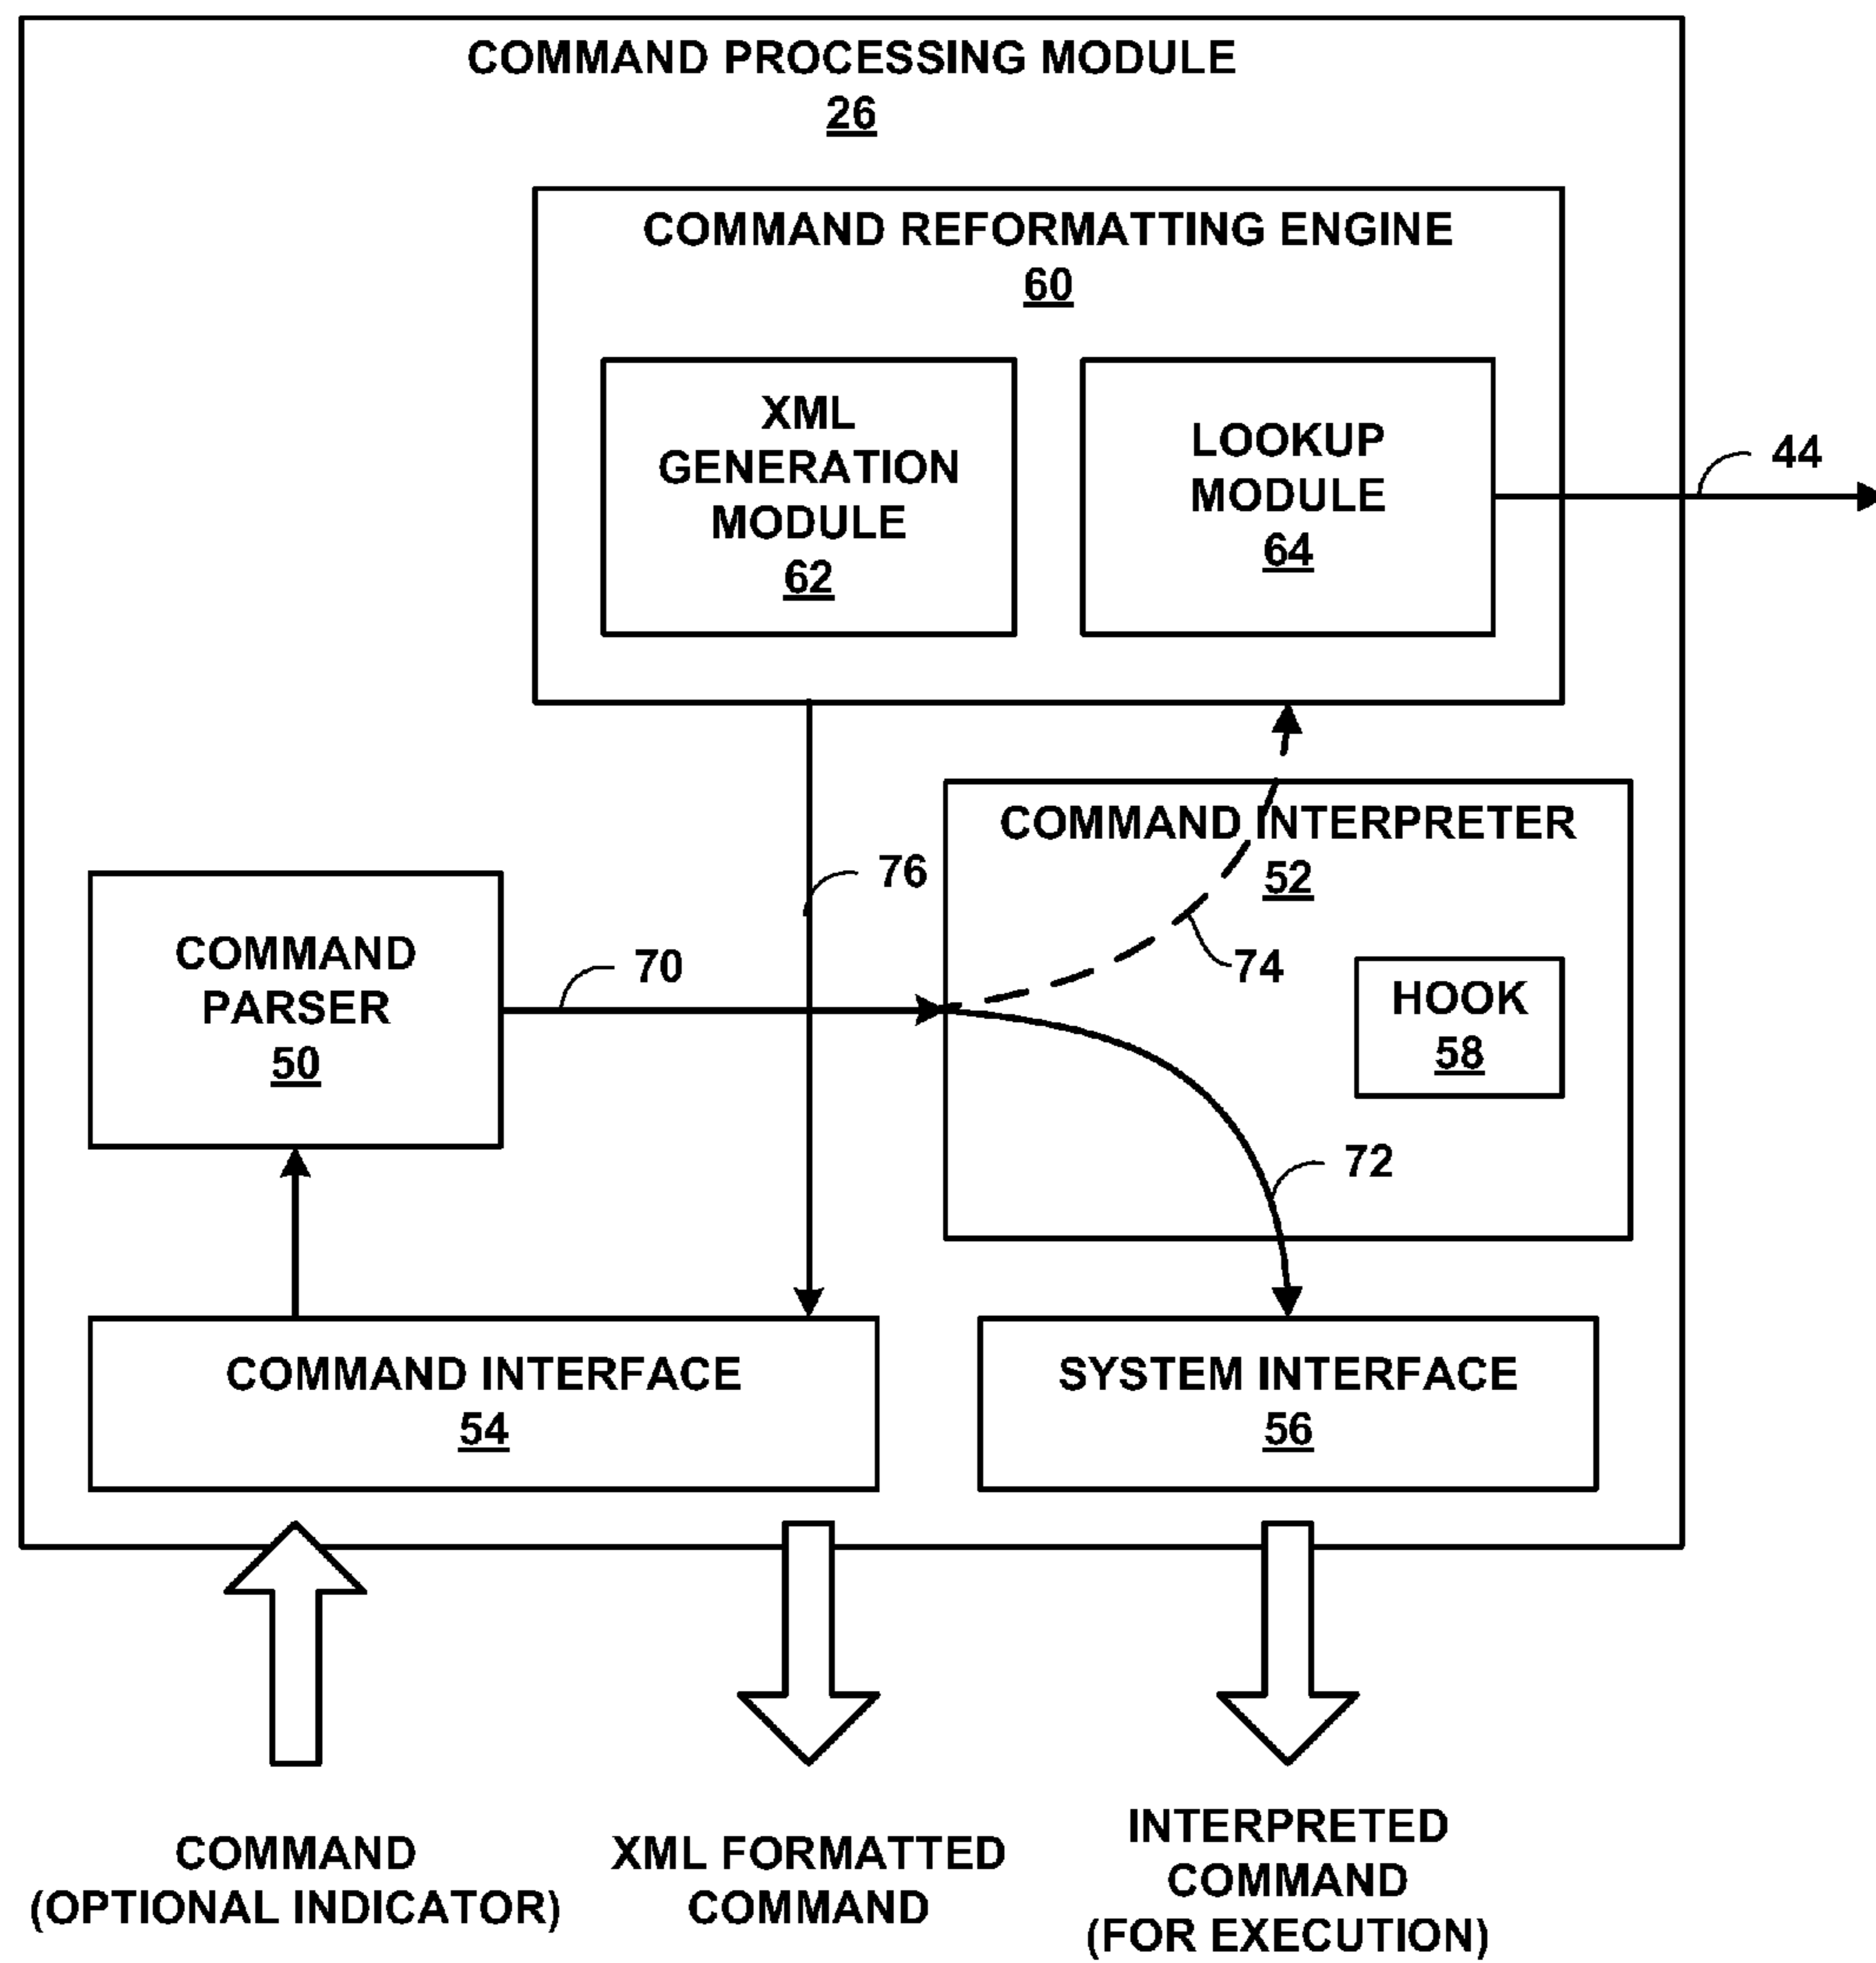 COMMAND PROCESSING MODULE
26
COMMAND REFORMATTING ENGINE
60
XML
GENERATION
MODULE
62
LOOKUP
MODULE
64
44
COMMAND INTERPRETER
52
76
74
COMMAND
PARSER
50
70
HOOK
58
72
COMMAND INTERFACE
54
SYSTEM INTERFACE
56
COMMAND
(OPTIONAL INDICATOR)
XML FORMATTED
COMMAND
INTERPRETED
COMMAND
(FOR EXECUTION)